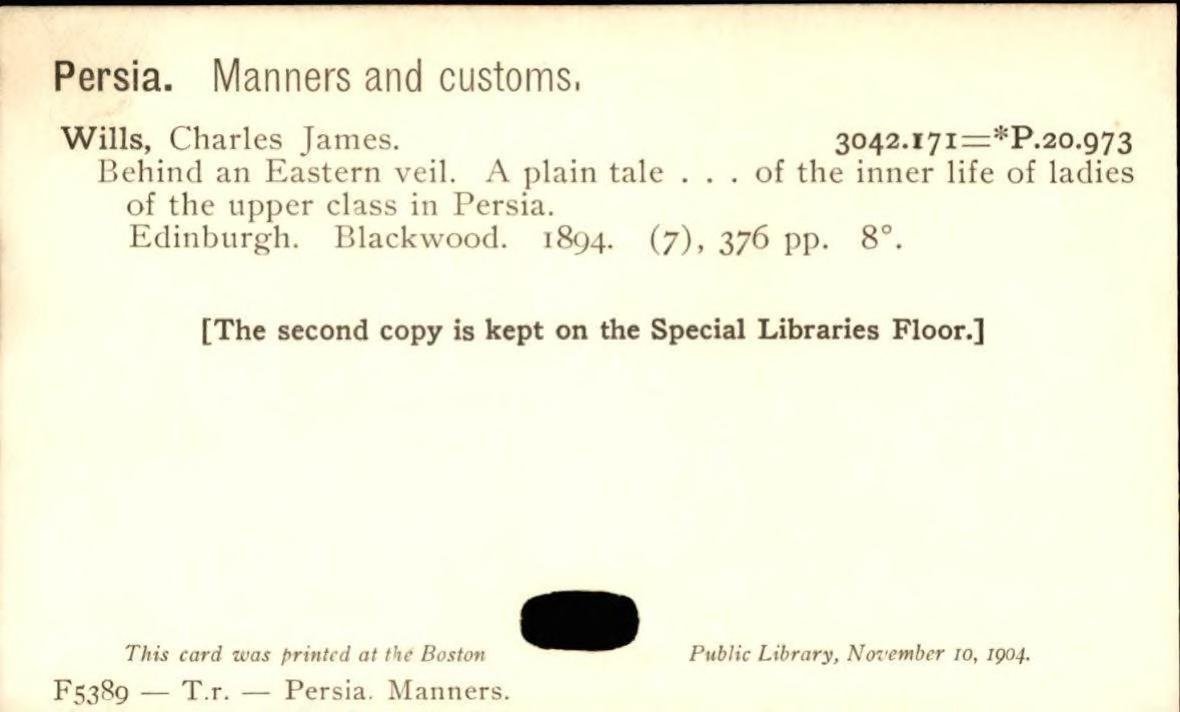 Persia. Manners and customs.
Wills, Charles James. 3042.171=*P.20.973
Behind an Eastern veil. A plain tale . . . of the inner life of ladies
of the upper class in Persia.
Edinburgh. Blackwood. 1894. (7), 376 pp. 8°.
[The second copy is kept on the Special Libraries Floor.]
This card was printed at the Boston Public Library, November 10, 1904.
F5389 — T.r. — Persia. Manners.